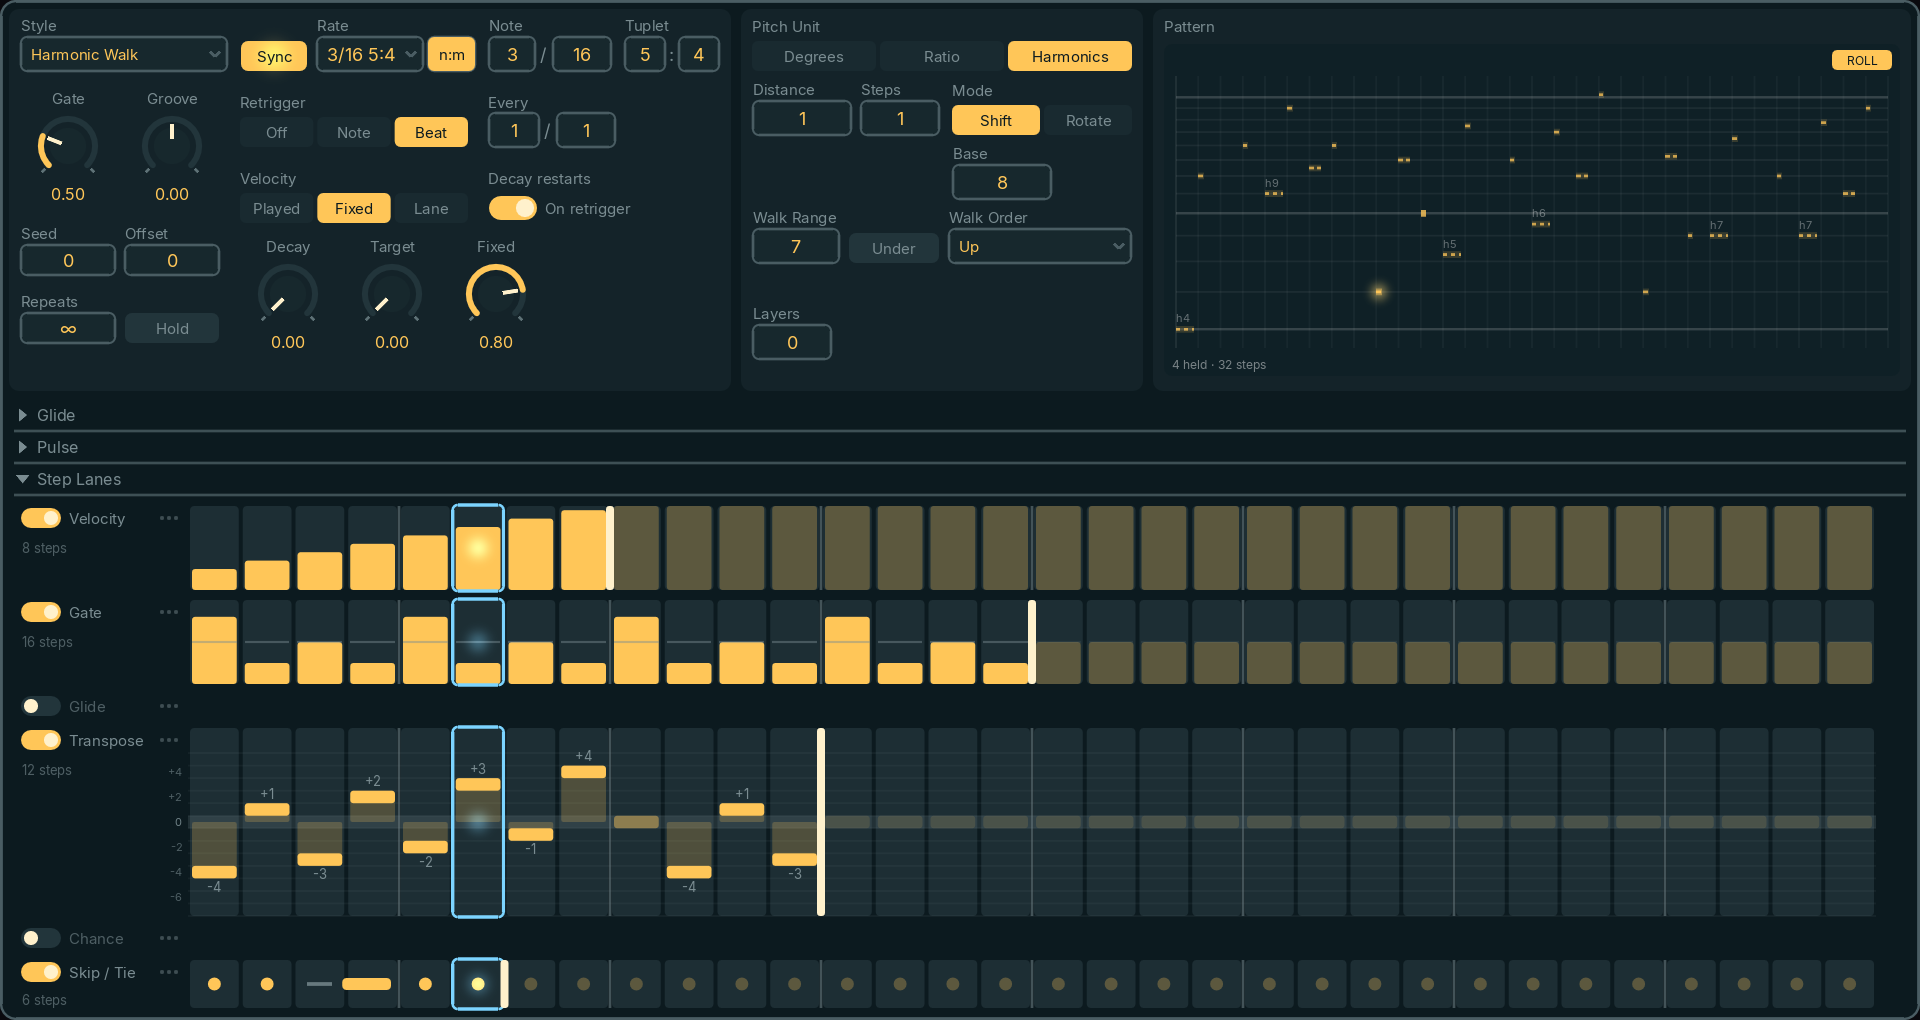 Style
Rate
Note
Tuplet
Harmonic Walk
Sync
3/16 5:4
n:m
3 / 16
5 : 4
Gate
Groove
0.50
0.00
Retrigger
Off
Note
Beat
Every
1 / 1
Velocity
Played
Fixed
Lane
Decay restarts
On retrigger
Seed
Offset
0
0
Decay
Target
Fixed
0.00
0.00
0.80
Repeats
∞
Hold
Pitch Unit
Degrees
Ratio
Harmonics
Distance
Steps
Mode
1
1
Shift
Rotate
Base
8
Walk Range
Walk Order
7
Under
Up
Layers
0
Pattern
ROLL
h9
h6
h7
h7
h5
h4
4 held · 32 steps
Glide
Pulse
Step Lanes
Velocity
8 steps
Gate
16 steps
Glide
Transpose
12 steps
+4
+2
0
-2
-4
-6
-4
+1
-3
+2
-2
+3
-1
+4
-4
+1
-3
Chance
Skip / Tie
6 steps